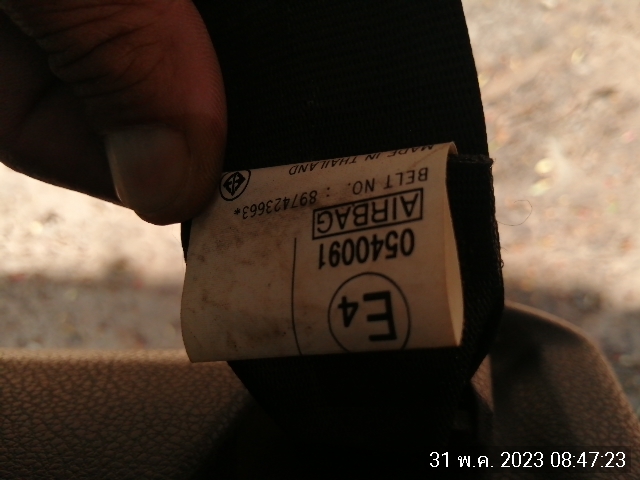 E4
0540091
AIRBAG
BELT NO. : 897423663*
MADE IN THAILAND
31 พ.ค. 2023 08:47:23